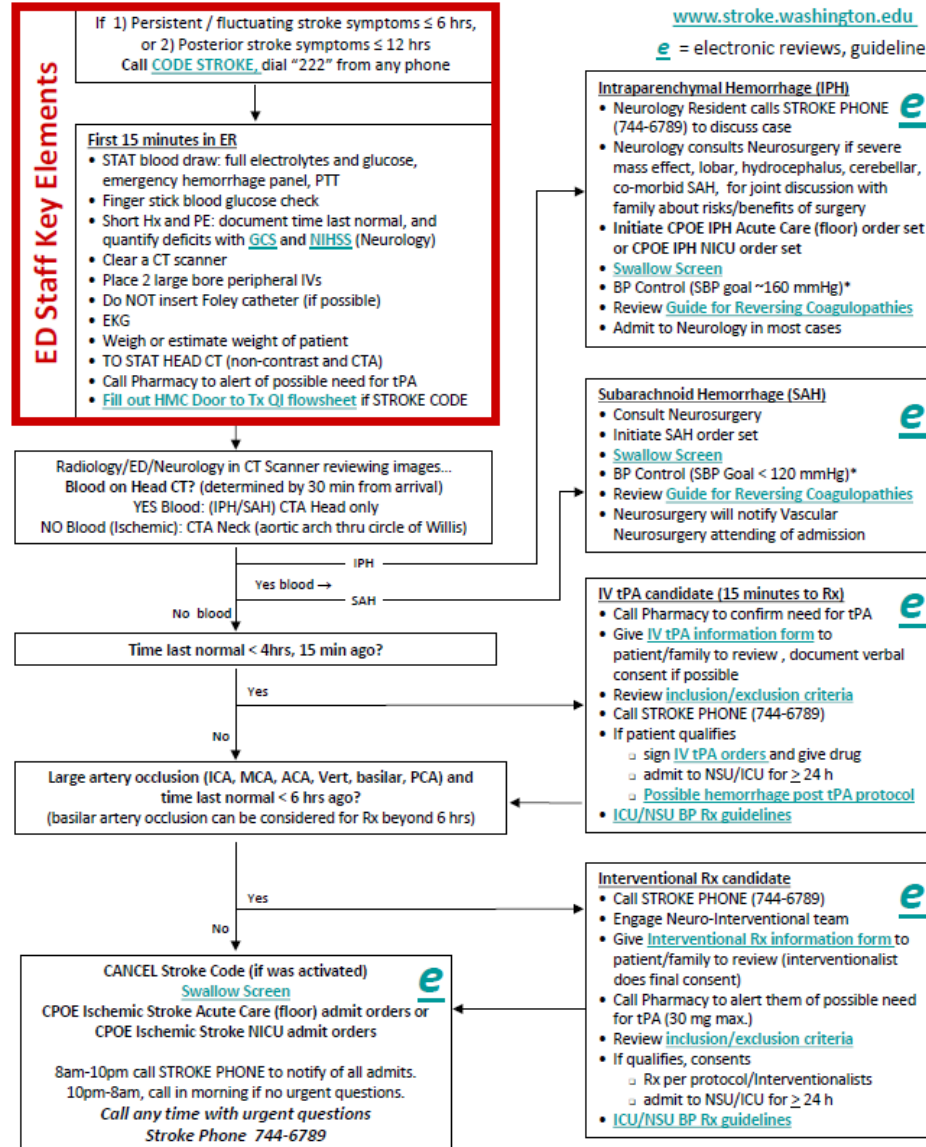 If 1) Persistent / fluctuating stroke symptoms ≤ 6 hrs,
or 2) Posterior stroke symptoms ≤ 12 hrs
Call CODE STROKE, dial “222” from any phone
ED Staff Key Elements
First 15 minutes in ER
• STAT blood draw: full electrolytes and glucose,
emergency hemorrhage panel, PTT
• Finger stick blood glucose check
• Short Hx and PE: document time last normal, and
quantify deficits with GCS and NIHSS (Neurology)
• Clear a CT scanner
• Place 2 large bore peripheral IVs
• Do NOT insert Foley catheter (if possible)
• EKG
• Weigh or estimate weight of patient
• TO STAT HEAD CT (non-contrast and CTA)
• Call Pharmacy to alert of possible need for tPA
• Fill out HMC Door to Tx QI flowsheet if STROKE CODE
Radiology/ED/Neurology in CT Scanner reviewing images...
Blood on Head CT? (determined by 30 min from arrival)
YES Blood: (IPH/SAH) CTA Head only
NO Blood (Ischemic): CTA Neck (aortic arch thru circle of Willis)
IPH
Yes blood →
SAH
No blood
Time last normal < 4hrs, 15 min ago?
Yes
No
Large artery occlusion (ICA, MCA, ACA, Vert, basilar, PCA) and
time last normal < 6 hrs ago?
(basilar artery occlusion can be considered for Rx beyond 6 hrs)
Yes
No
CANCEL Stroke Code (if was activated)
e
Swallow Screen
CPOE Ischemic Stroke Acute Care (floor) admit orders or
CPOE Ischemic Stroke NICU admit orders
8am-10pm call STROKE PHONE to notify of all admits.
10pm-8am, call in morning if no urgent questions.
Call any time with urgent questions
Stroke Phone 744-6789
www.stroke.washington.edu
e = electronic reviews, guideline
Intraparenchymal Hemorrhage (IPH)
e
• Neurology Resident calls STROKE PHONE
(744-6789) to discuss case
• Neurology consults Neurosurgery if severe
mass effect, lobar, hydrocephalus, cerebellar,
co-morbid SAH, for joint discussion with
family about risks/benefits of surgery
• Initiate CPOE IPH Acute Care (floor) order set
or CPOE IPH NICU order set
• Swallow Screen
• BP Control (SBP goal ~160 mmHg)*
• Review Guide for Reversing Coagulopathies
• Admit to Neurology in most cases
Subarachnoid Hemorrhage (SAH)
e
• Consult Neurosurgery
• Initiate SAH order set
• Swallow Screen
• BP Control (SBP Goal < 120 mmHg)*
• Review Guide for Reversing Coagulopathies
• Neurosurgery will notify Vascular
Neurosurgery attending of admission
IV tPA candidate (15 minutes to Rx)
e
• Call Pharmacy to confirm need for tPA
• Give IV tPA information form to
patient/family to review , document verbal
consent if possible
• Review inclusion/exclusion criteria
• Call STROKE PHONE (744-6789)
• If patient qualifies
▫ sign IV tPA orders and give drug
▫ admit to NSU/ICU for ≥ 24 h
▫ Possible hemorrhage post tPA protocol
• ICU/NSU BP Rx guidelines
Interventional Rx candidate
e
• Call STROKE PHONE (744-6789)
• Engage Neuro-Interventional team
• Give Interventional Rx information form to
patient/family to review (interventionalist
does final consent)
• Call Pharmacy to alert them of possible need
for tPA (30 mg max.)
• Review inclusion/exclusion criteria
• If qualifies, consents
▫ Rx per protocol/Interventionalists
▫ admit to NSU/ICU for ≥ 24 h
• ICU/NSU BP Rx guidelines